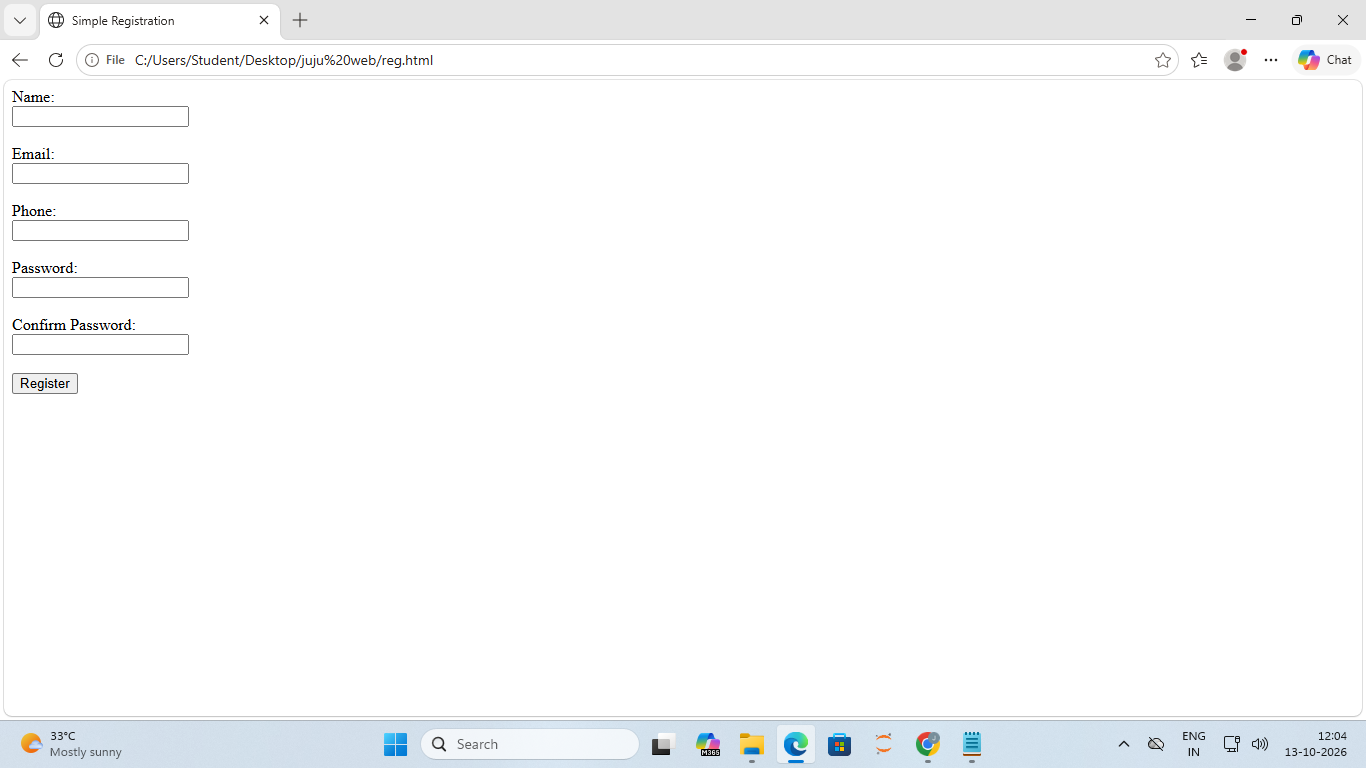 Simple Registration
File C:/Users/Student/Desktop/juju%20web/reg.html
Chat
Name:
Email:
Phone:
Password:
Confirm Password:
Register
33°C
Mostly sunny
Search
M365
ENG
IN
12:04
13-10-2026